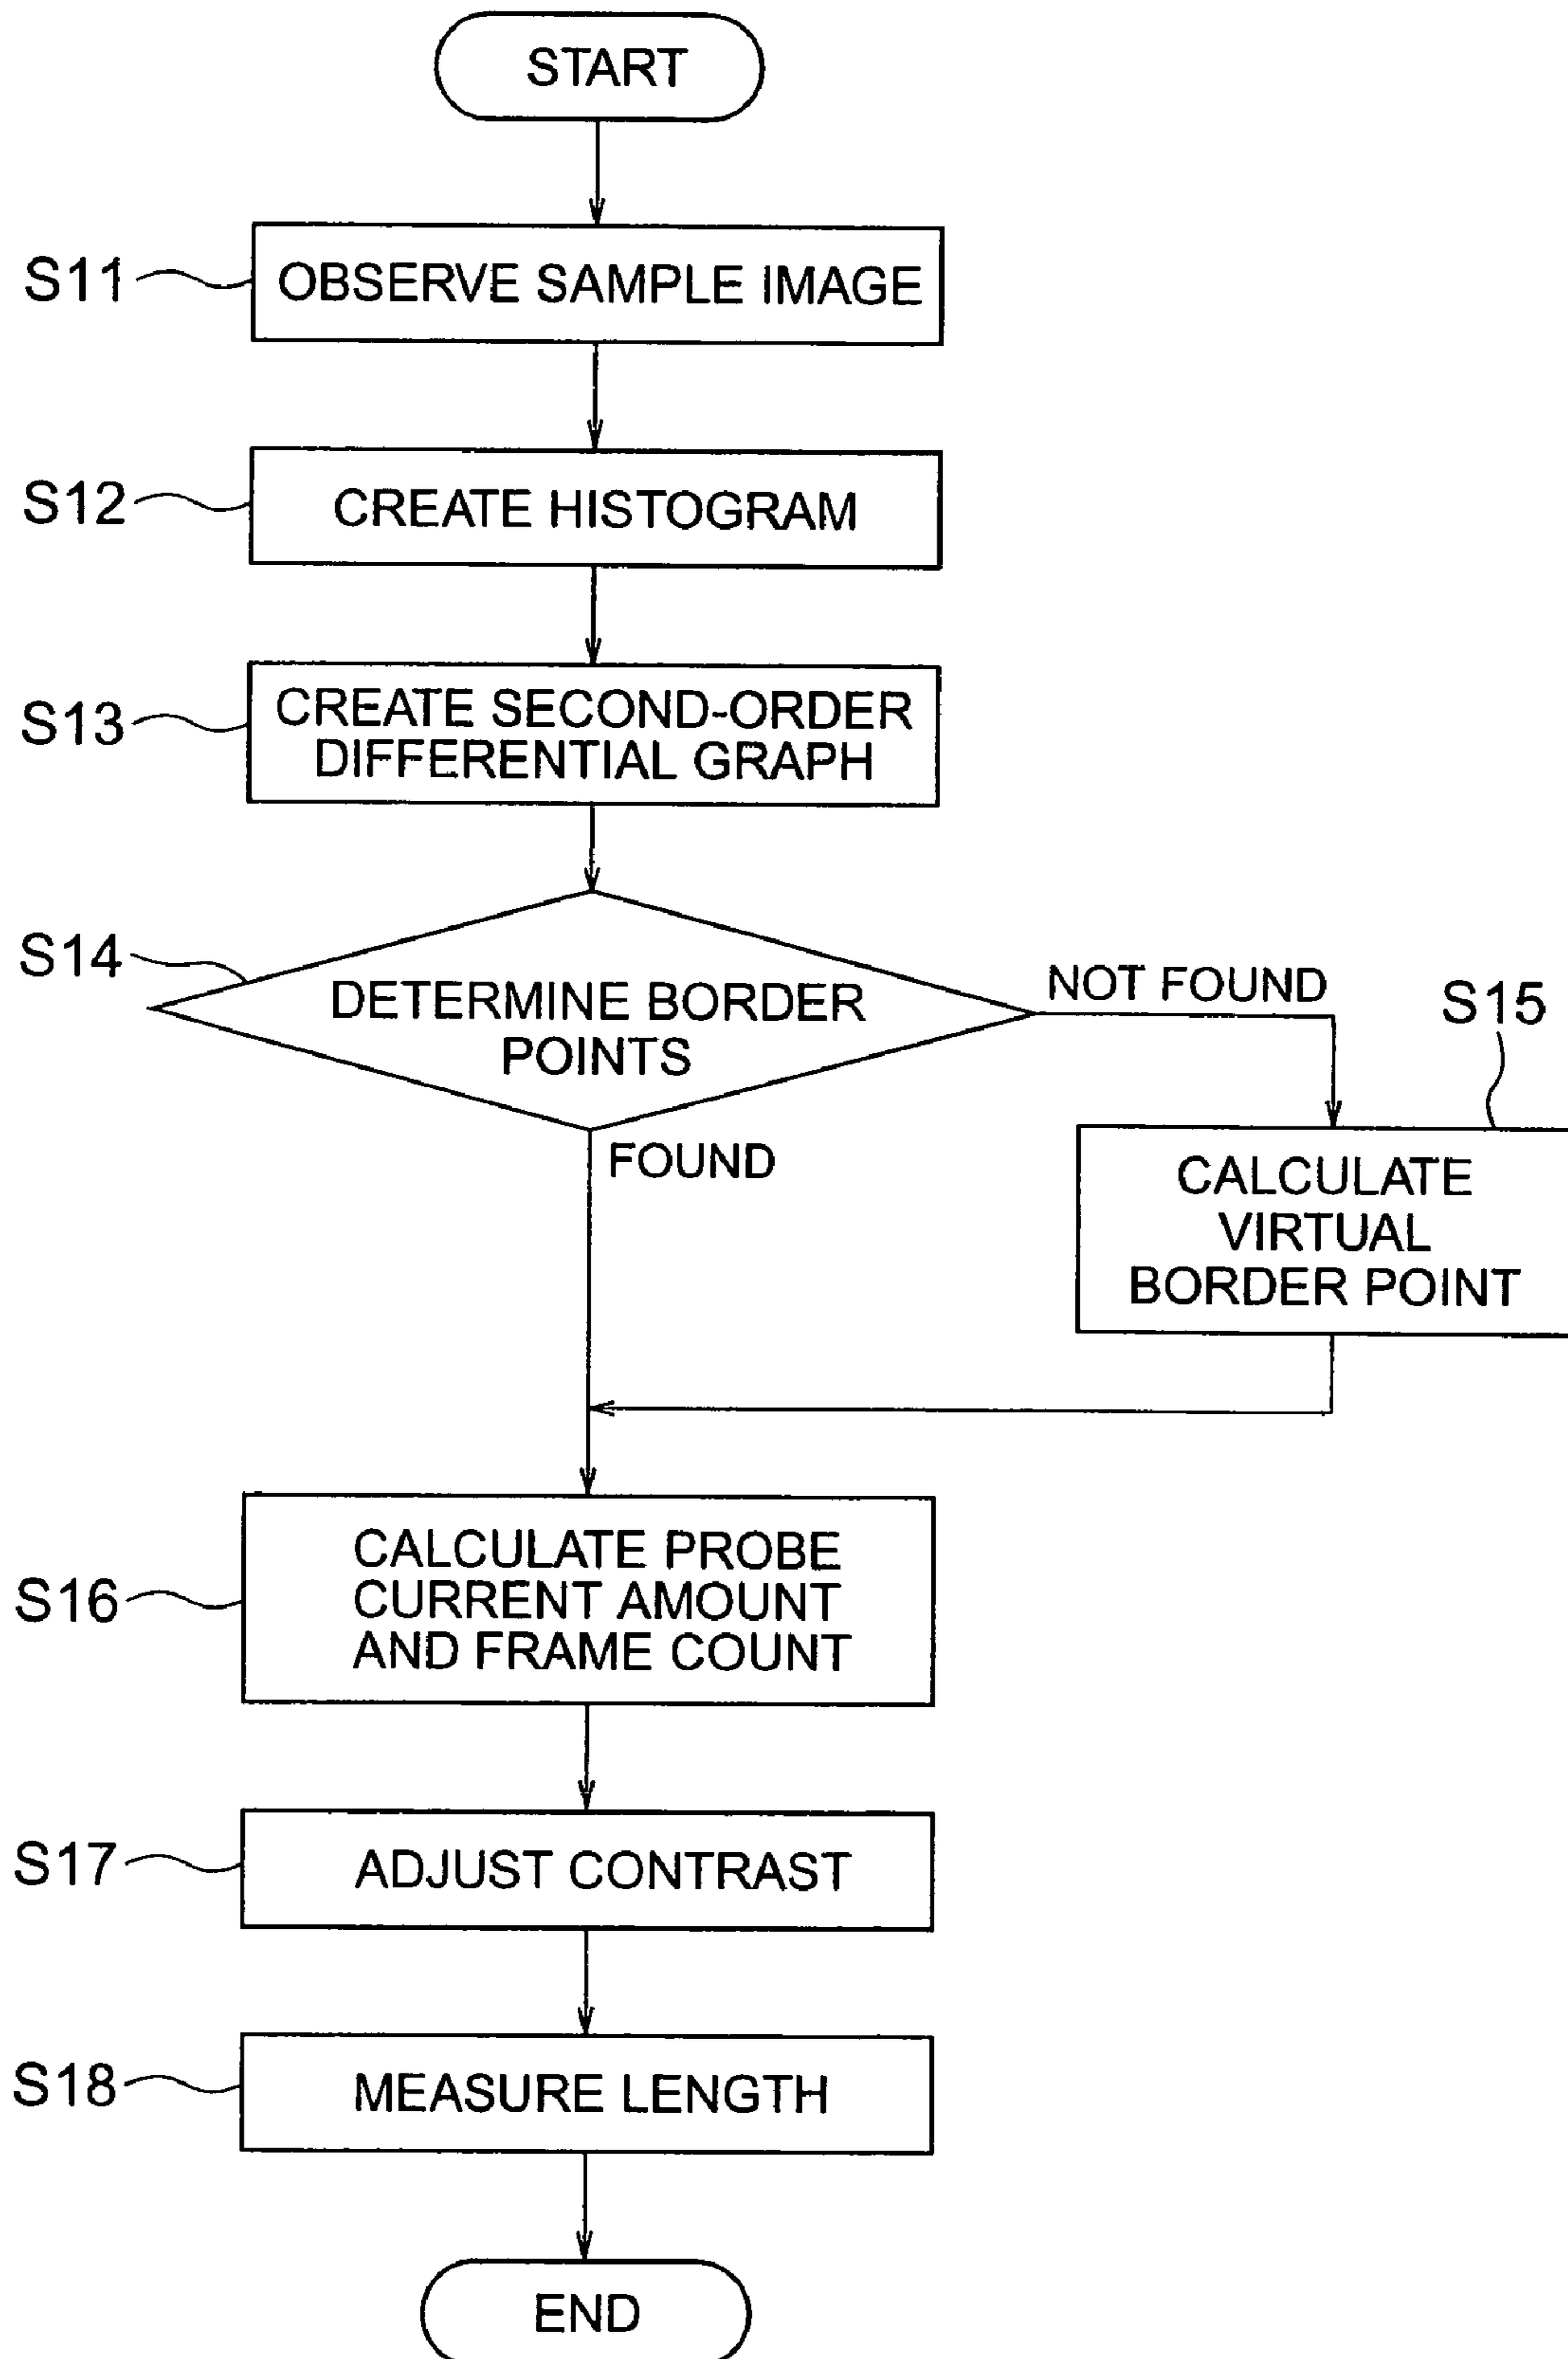 START
S11
OBSERVE SAMPLE IMAGE
S12
CREATE HISTOGRAM
S13
CREATE SECOND-ORDER
DIFFERENTIAL GRAPH
S14
DETERMINE BORDER
POINTS
NOT FOUND
S15
FOUND
CALCULATE
VIRTUAL
BORDER POINT
S16
CALCULATE PROBE
CURRENT AMOUNT
AND FRAME COUNT
S17
ADJUST CONTRAST
S18
MEASURE LENGTH
END